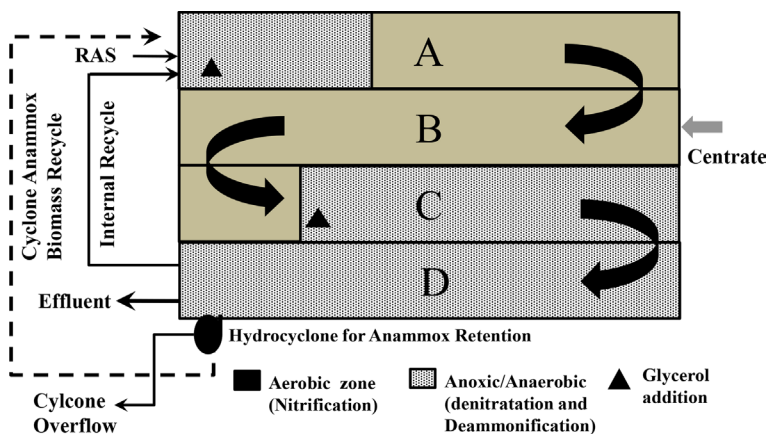 A
RAS
B
Centrate
Cyclone Anammox
Biomass Recycle
Internal Recycle
C
D
Effluent
Hydrocyclone for Anammox Retention
Cylcone
Overflow
Aerobic zone
(Nitrification)
Anoxic/Anaerobic
(denitratation and
Deammonification)
Glycerol
addition